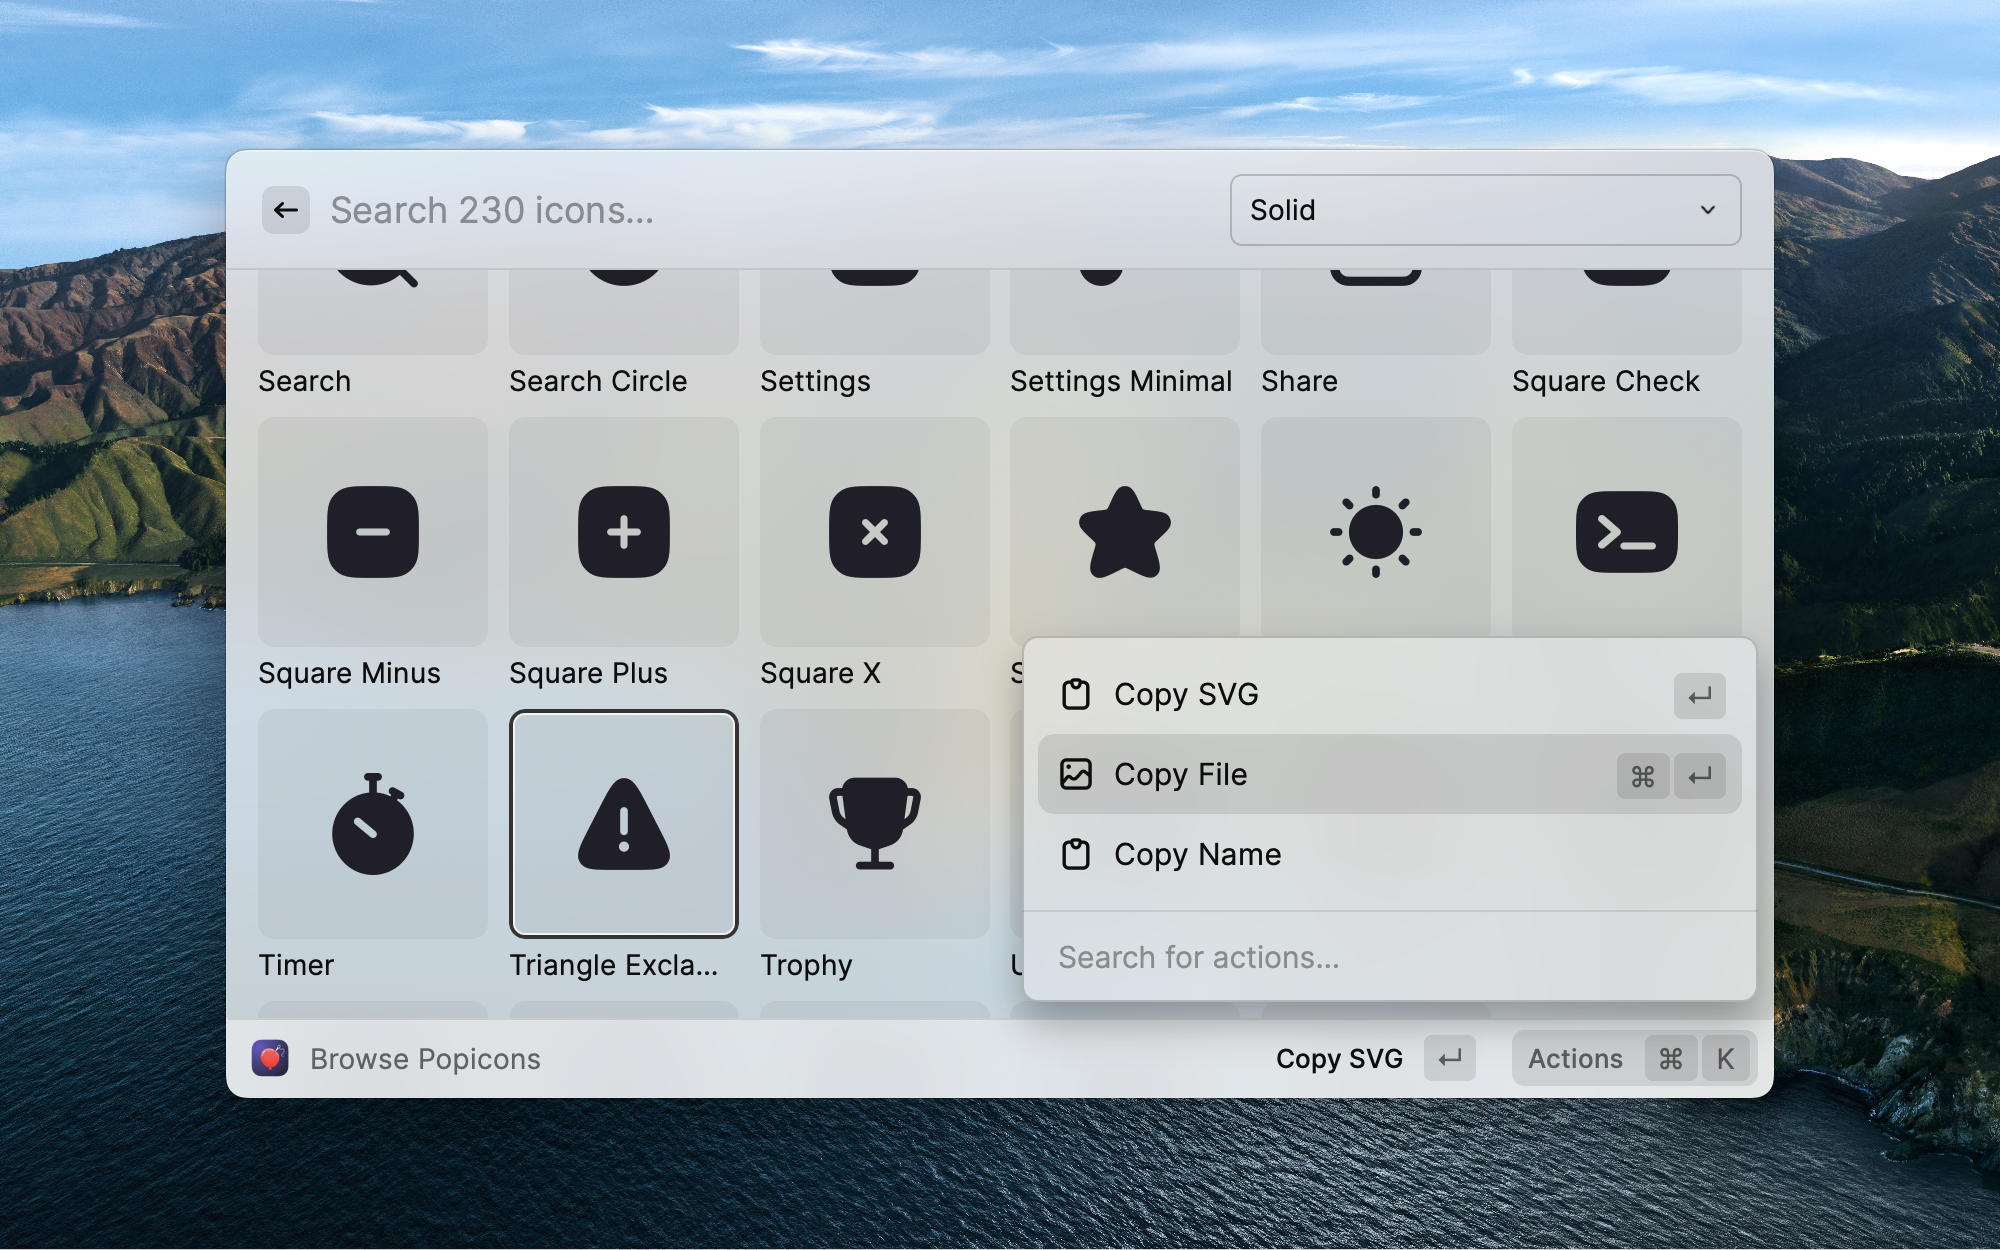 Search 230 icons...
Solid
Search
Search Circle
Settings
Settings Minimal
Share
Square Check
Square Minus
Square Plus
Square X
Timer
Triangle Excla...
Trophy
Copy SVG
Copy File
Copy Name
Search for actions...
Browse Popicons
Copy SVG
Actions ⌘ K